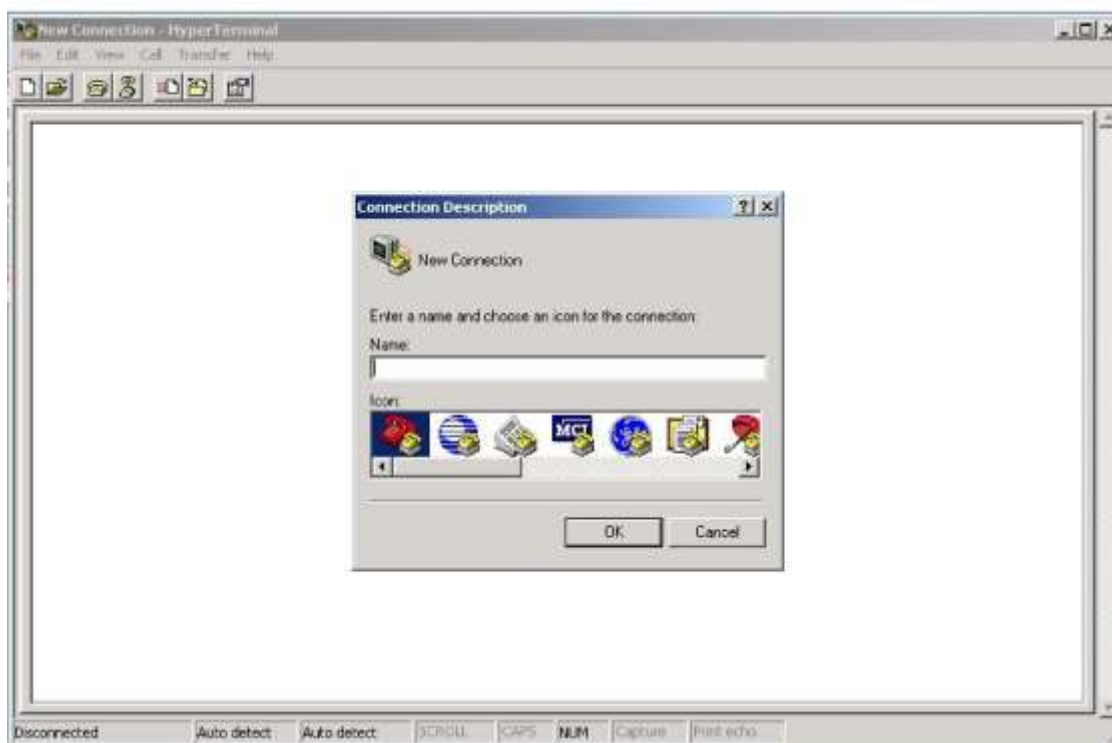 New Connection - HyperTerminal
File Edit View Call Transfer Help
Connection Description
New Connection
Enter a name and choose an icon for the connection:
Name:
Icon:
MCI
OK Cancel
Disconnected Auto detect Auto detect SCROLL CAPS NUM Capture Print echo